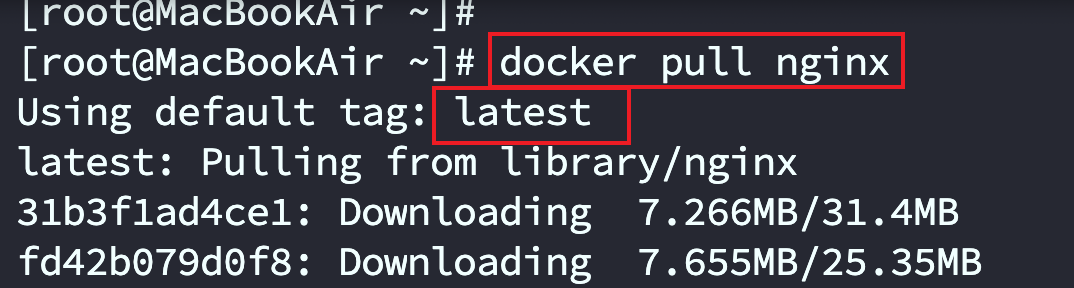 [root@MacBookAir ~]#
[root@MacBookAir ~]# docker pull nginx
Using default tag: latest
latest: Pulling from library/nginx
31b3f1ad4ce1: Downloading  7.266MB/31.4MB
fd42b079d0f8: Downloading  7.655MB/25.35MB